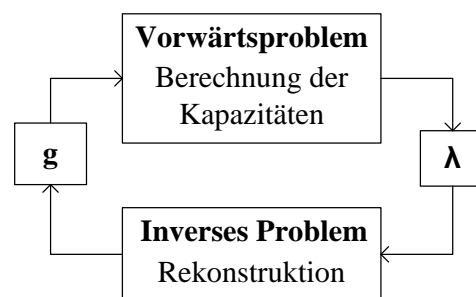 Vorwärtsproblem
Berechnung der
Kapazitäten
g
λ
Inverses Problem
Rekonstruktion